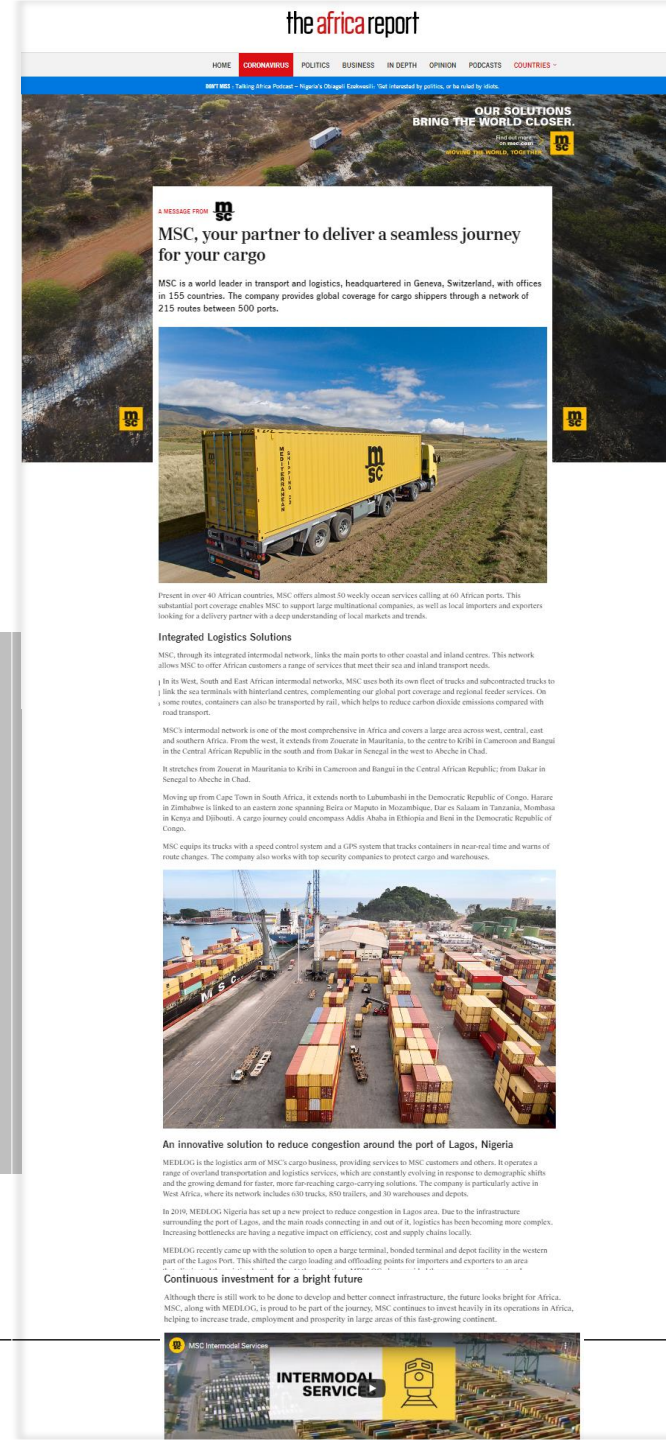 the africa report
HOME CORONAVIRUS POLITICS BUSINESS IN DEPTH OPINION PODCASTS COUNTRIES
DON'T MISS : Talking Africa Podcast – Nigeria's Obiageli Ezekwesili: 'Get interested by politics, or be ruled by idiots.
OUR SOLUTIONS
BRING THE WORLD CLOSER.
Find out more
on msc.com
MOVING THE WORLD, TOGETHER.
msc
A MESSAGE FROM msc
MSC, your partner to deliver a seamless journey
for your cargo
MSC is a world leader in transport and logistics, headquartered in Geneva, Switzerland, with offices
in 155 countries. The company provides global coverage for cargo shippers through a network of
215 routes between 500 ports.
msc
msc
msc
MEDITERRANEAN
SHIPPING CO
Present in over 40 African countries, MSC offers almost 50 weekly ocean services calling at 60 African ports. This
substantial port coverage enables MSC to support large multinational companies, as well as local importers and exporters
looking for a delivery partner with a deep understanding of local markets and trends.
Integrated Logistics Solutions
MSC, through its integrated intermodal network, links the main ports to other coastal and inland centres. This network
allows MSC to offer African customers a range of services that meet their sea and inland transport needs.
In its West, South and East African intermodal networks, MSC uses both its own fleet of trucks and subcontracted trucks to
link the sea terminals with hinterland centres, complementing our global port coverage and regional feeder services. On
some routes, containers can also be transported by rail, which helps to reduce carbon dioxide emissions compared with
road transport.
MSC's intermodal network is one of the most comprehensive in Africa and covers a large area across west, central, east
and southern Africa. From the west, it extends from Zouerate in Mauritania, to the centre to Kribi in Cameroon and Bangui
in the Central African Republic in the south and from Dakar in Senegal in the west to Abeche in Chad.
It stretches from Zouerat in Mauritania to Kribi in Cameroon and Bangui in the Central African Republic; from Dakar in
Senegal to Abeche in Chad.
Moving up from Cape Town in South Africa, it extends north to Lubumbashi in the Democratic Republic of Congo. Harare
in Zimbabwe is linked to an eastern zone spanning Beira or Maputo in Mozambique, Dar es Salaam in Tanzania, Mombasa
in Kenya and Djibouti. A cargo journey could encompass Addis Ababa in Ethiopia and Beni in the Democratic Republic of
Congo.
MSC equips its trucks with a speed control system and a GPS system that tracks containers in near-real time and warns of
route changes. The company also works with top security companies to protect cargo and warehouses.
MSC
An innovative solution to reduce congestion around the port of Lagos, Nigeria
MEDLOG is the logistics arm of MSC's cargo business, providing services to MSC customers and others. It operates a
range of overland transportation and logistics services, which are constantly evolving in response to demographic shifts
and the growing demand for faster, more far-reaching cargo-carrying solutions. The company is particularly active in
West Africa, where its network includes 630 trucks, 850 trailers, and 30 warehouses and depots.
In 2019, MEDLOG Nigeria has set up a new project to reduce congestion in Lagos area. Due to the infrastructure
surrounding the port of Lagos, and the main roads connecting in and out of it, logistics has been becoming more complex.
Increasing bottlenecks are having a negative impact on efficiency, cost and supply chains locally.
MEDLOG recently came up with the solution to open a barge terminal, bonded terminal and depot facility in the western
part of the Lagos Port. This shifted the cargo loading and offloading points for importers and exporters to an area
Continuous investment for a bright future
Although there is still work to be done to develop and better connect infrastructure, the future looks bright for Africa.
MSC, along with MEDLOG, is proud to be part of the journey, MSC continues to invest heavily in its operations in Africa,
helping to increase trade, employment and prosperity in large areas of this fast-growing continent.
MSC Intermodal Services
INTERMODAL
SERVICES